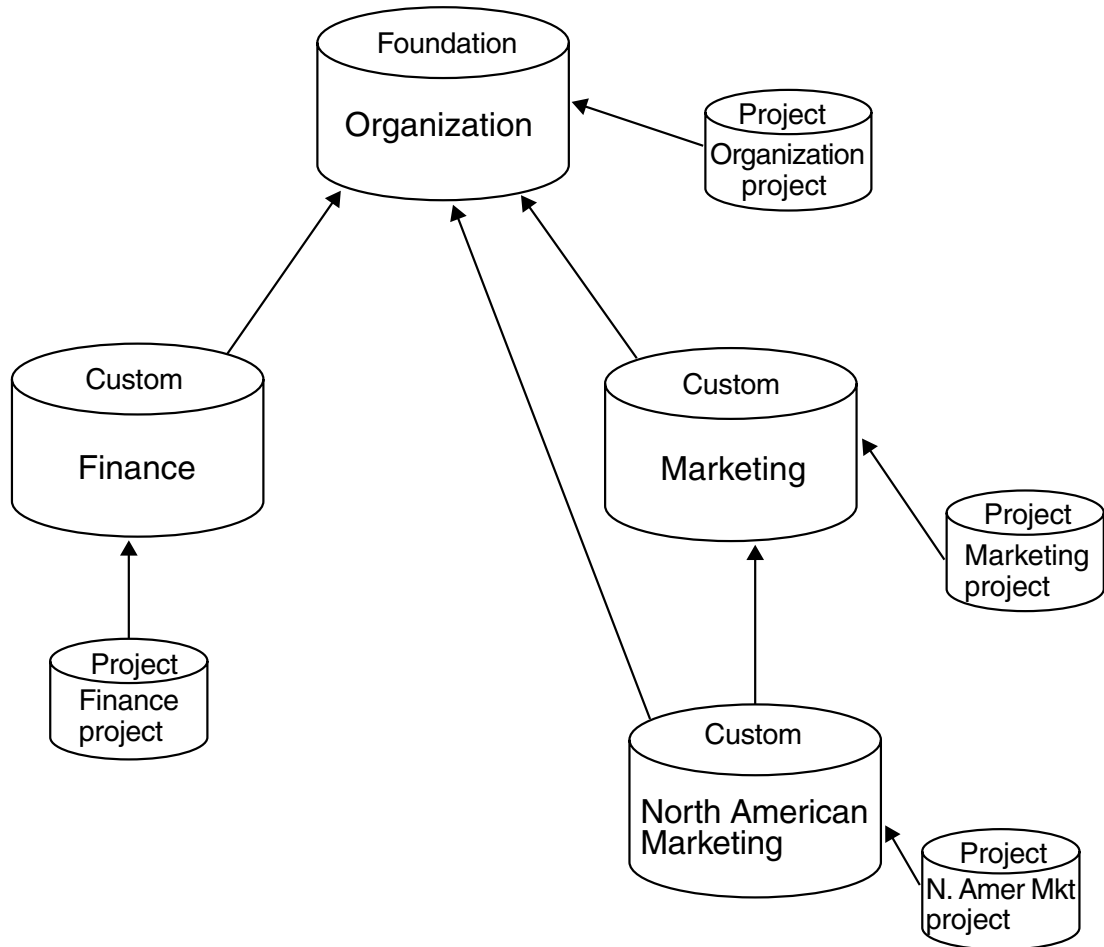 Foundation
Organization
Project
Organization
project
Custom
Finance
Custom
Marketing
Project
Marketing
project
Project
Finance
project
Custom
North American
Marketing
Project
N. Amer Mkt
project